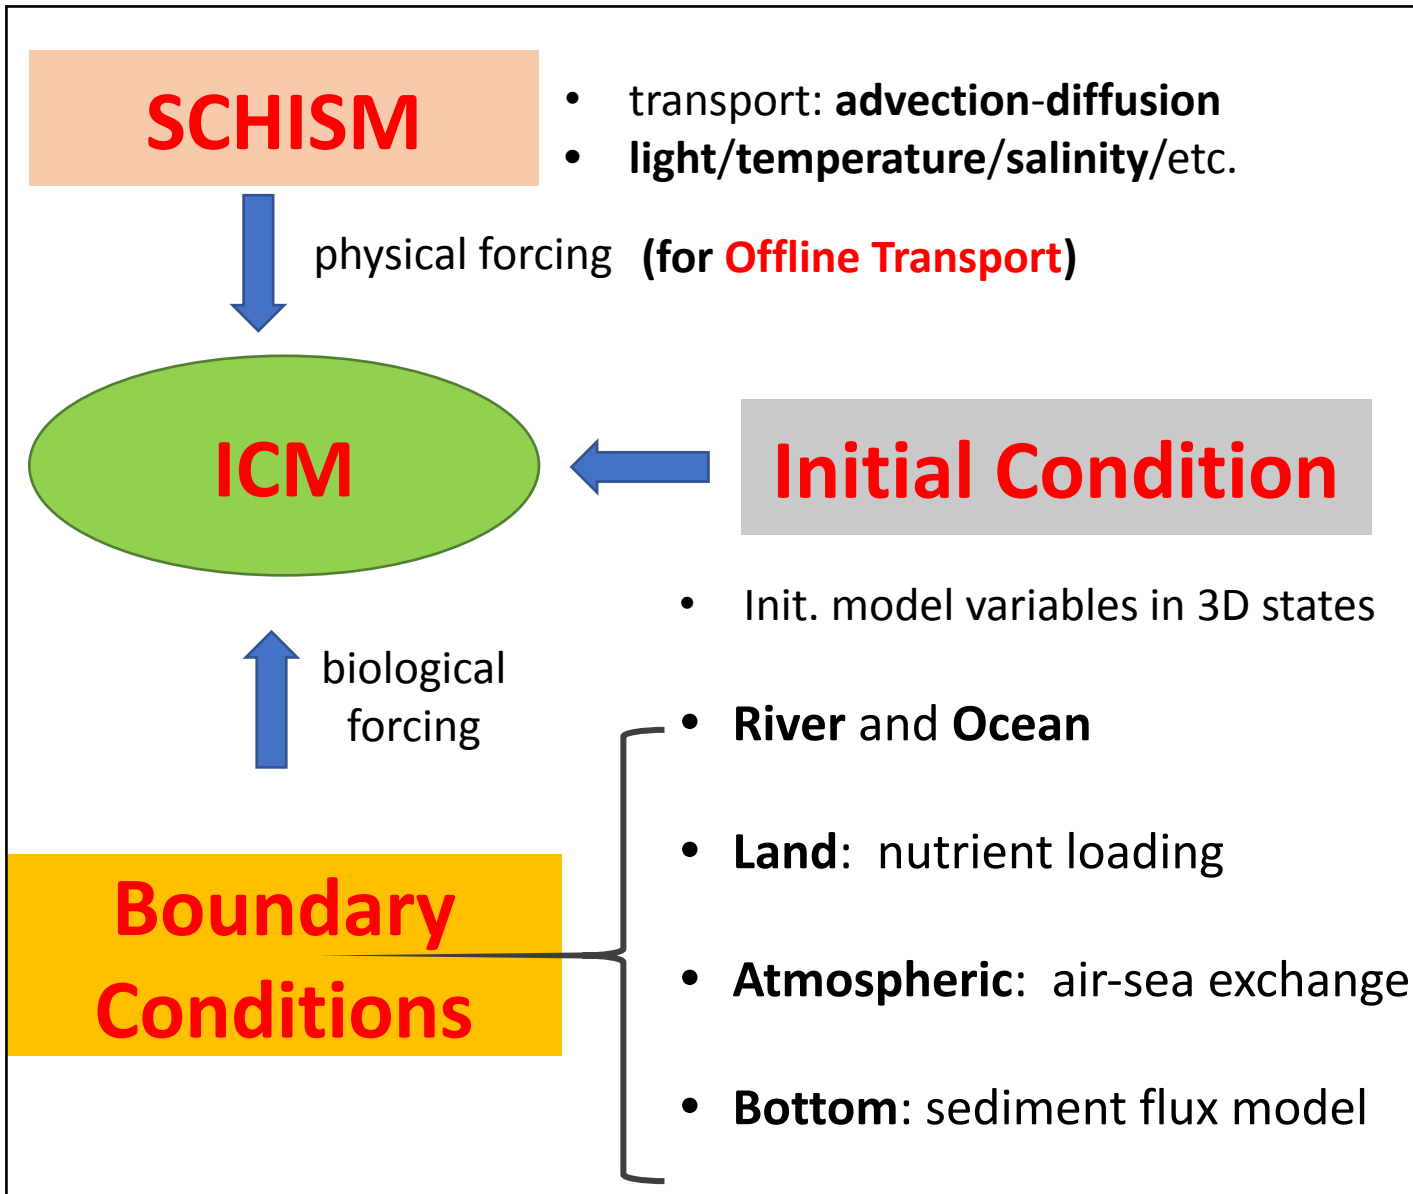 SCHISM
• transport: advection-diffusion
• light/temperature/salinity/etc.
physical forcing (for Offline Transport)
ICM
Initial Condition
• Init. model variables in 3D states
biological
forcing
Boundary
Conditions
• River and Ocean
• Land: nutrient loading
• Atmospheric: air-sea exchange
• Bottom: sediment flux model